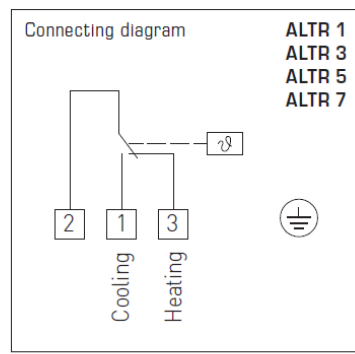 Connecting diagram
ALTR 1
ALTR 3
ALTR 5
ALTR 7
ϑ
2 1 3
Cooling
Heating